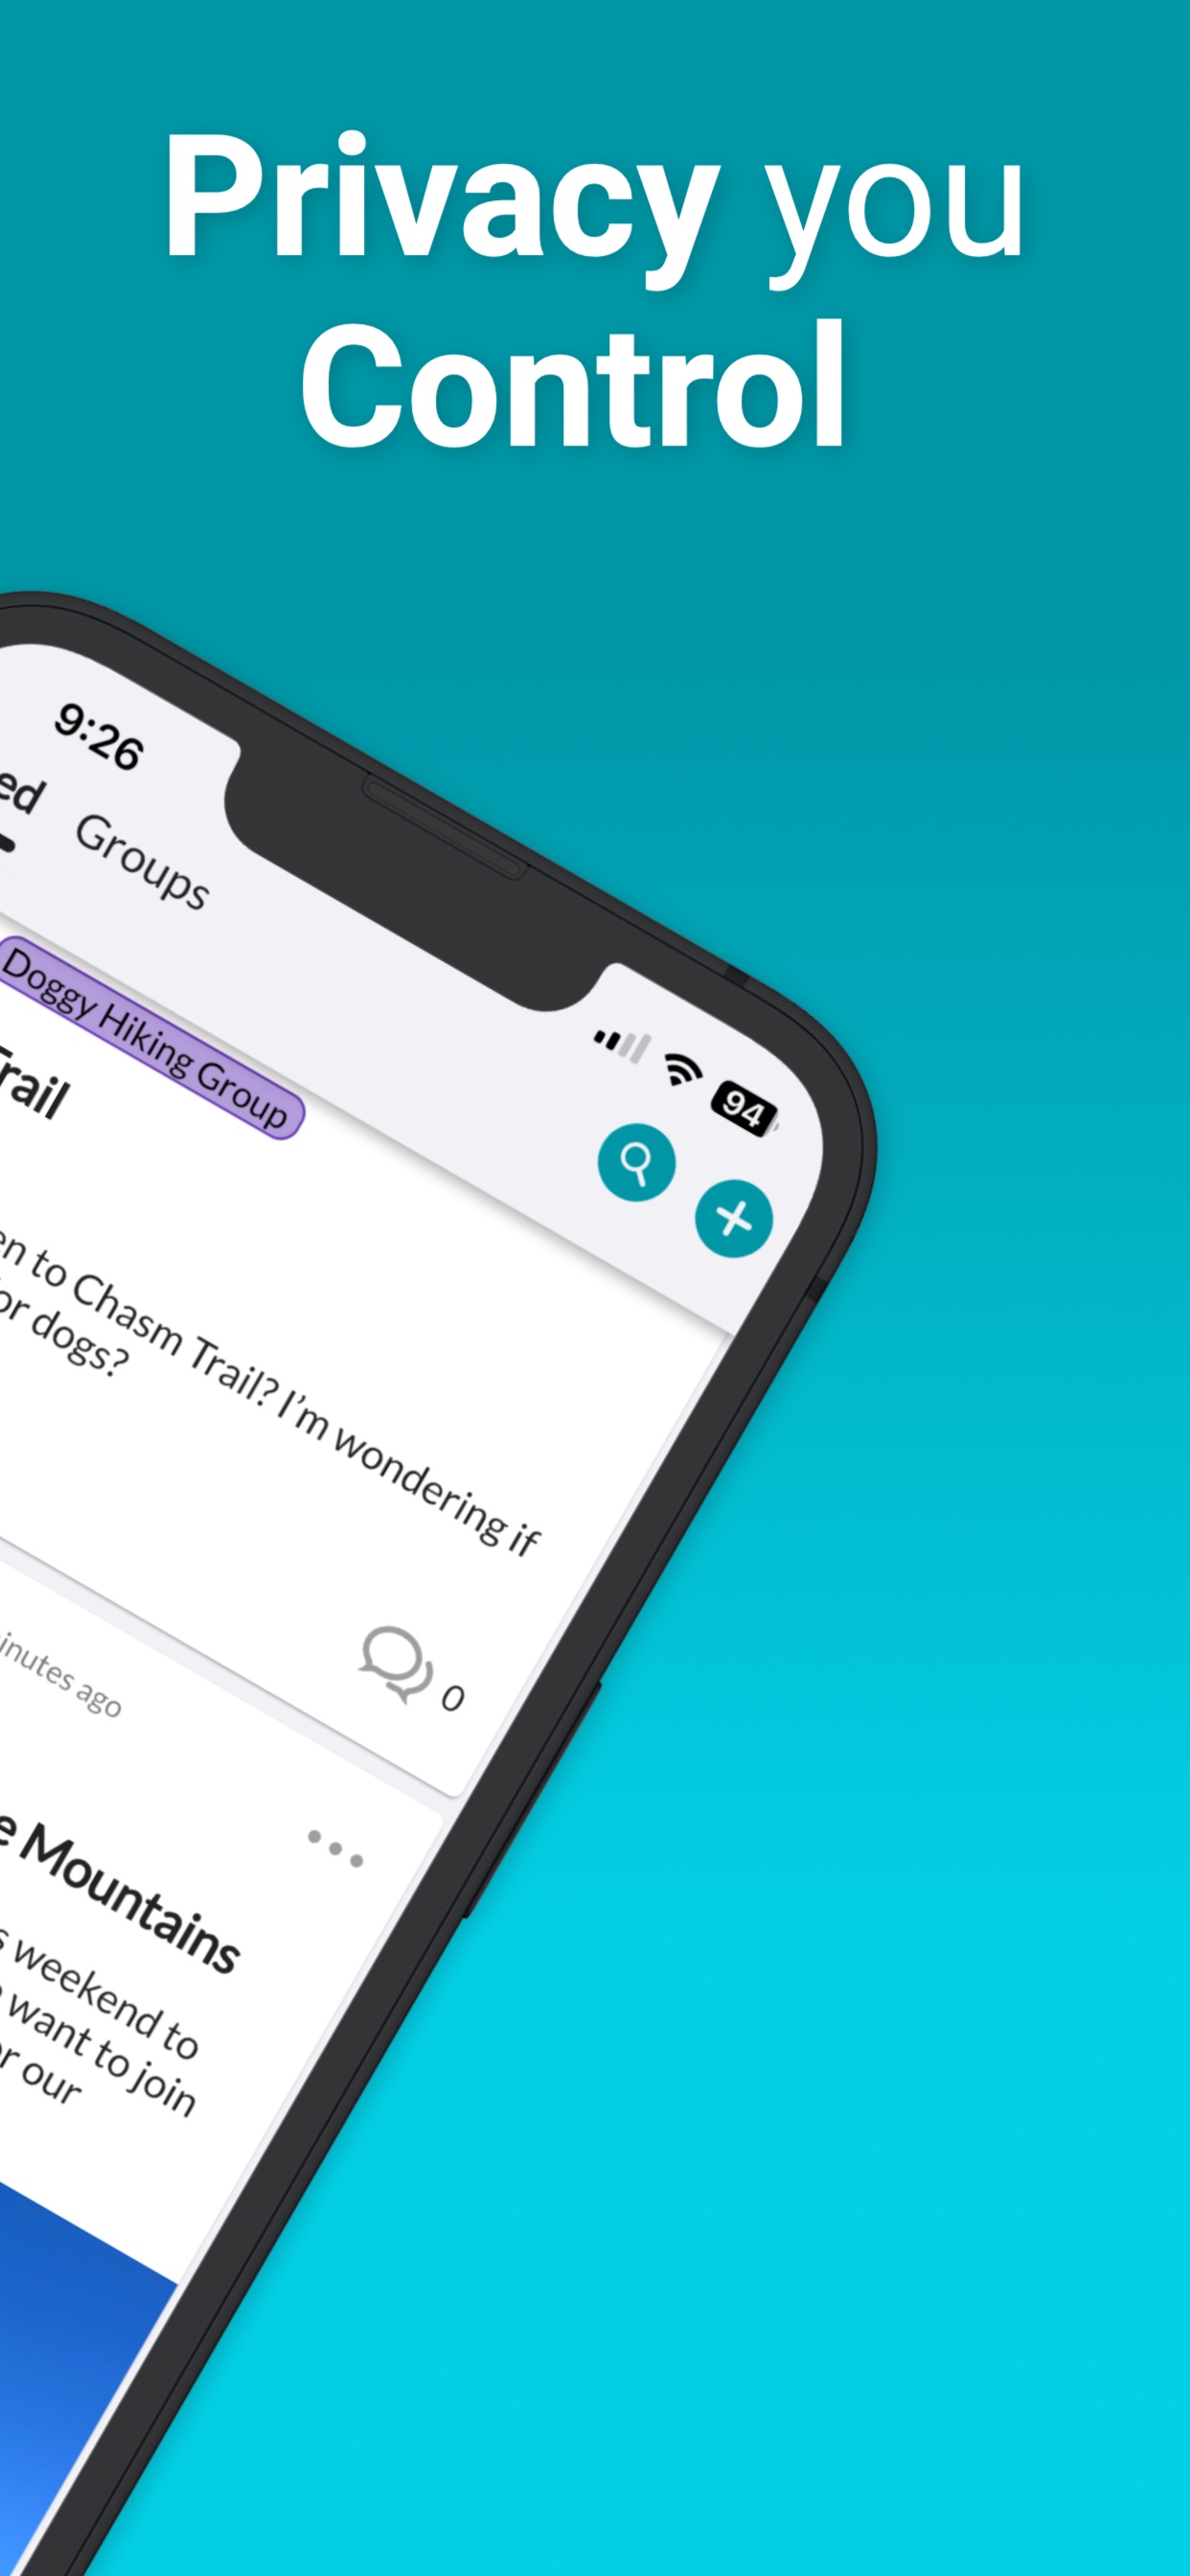 Privacy you
Control
9:26
94
ed Groups
Doggy Hiking Group
Trail
en to Chasm Trail? I'm wondering if
or dogs?
0
inutes ago
e Mountains
s weekend to
want to join
r our